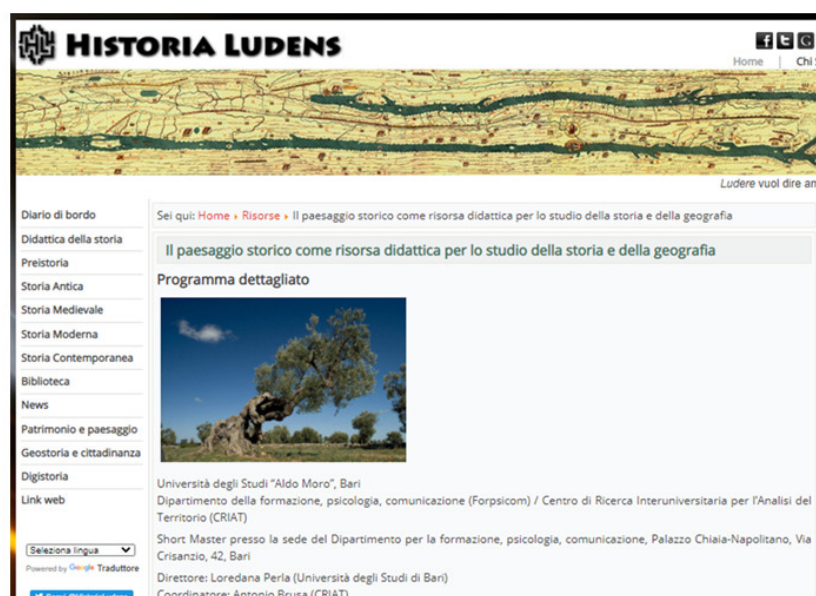 HISTORIA LUDENS
Home | Chi
Ludere vuol dire
Diario di bordo
Didattica della storia
Preistoria
Storia Antica
Storia Medievale
Storia Moderna
Storia Contemporanea
Biblioteca
News
Patrimonio e paesaggio
Geostoria e cittadinanza
Digistoria
Link web
Seleziona lingua
Powered by Google Traduttore
Sei qui: Home Risorse Il paesaggio storico come risorsa didattica per lo studio della storia e della geografia
Il paesaggio storico come risorsa didattica per lo studio della storia e della geografia
Programma dettagliato
Università degli Studi "Aldo Moro", Bari
Dipartimento della formazione, psicologia, comunicazione (Forpsicom) / Centro di Ricerca Interuniversitaria per l'Analisi del
Territorio (CRIAT)
Short Master presso la sede del Dipartimento per la formazione, psicologia, comunicazione, Palazzo Chiaia-Napolitano, Via
Crisanzio, 42, Bari
Direttore: Loredana Perla (Università degli Studi di Bari)
Coordinatore: Antonio Brusa (CRIAT)